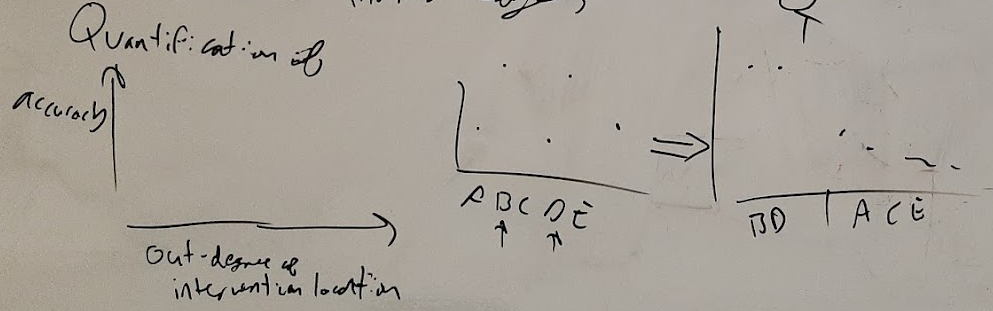 Quantification of
accuracy
out-degree of
intervention location
A B C D E
BD | A C E